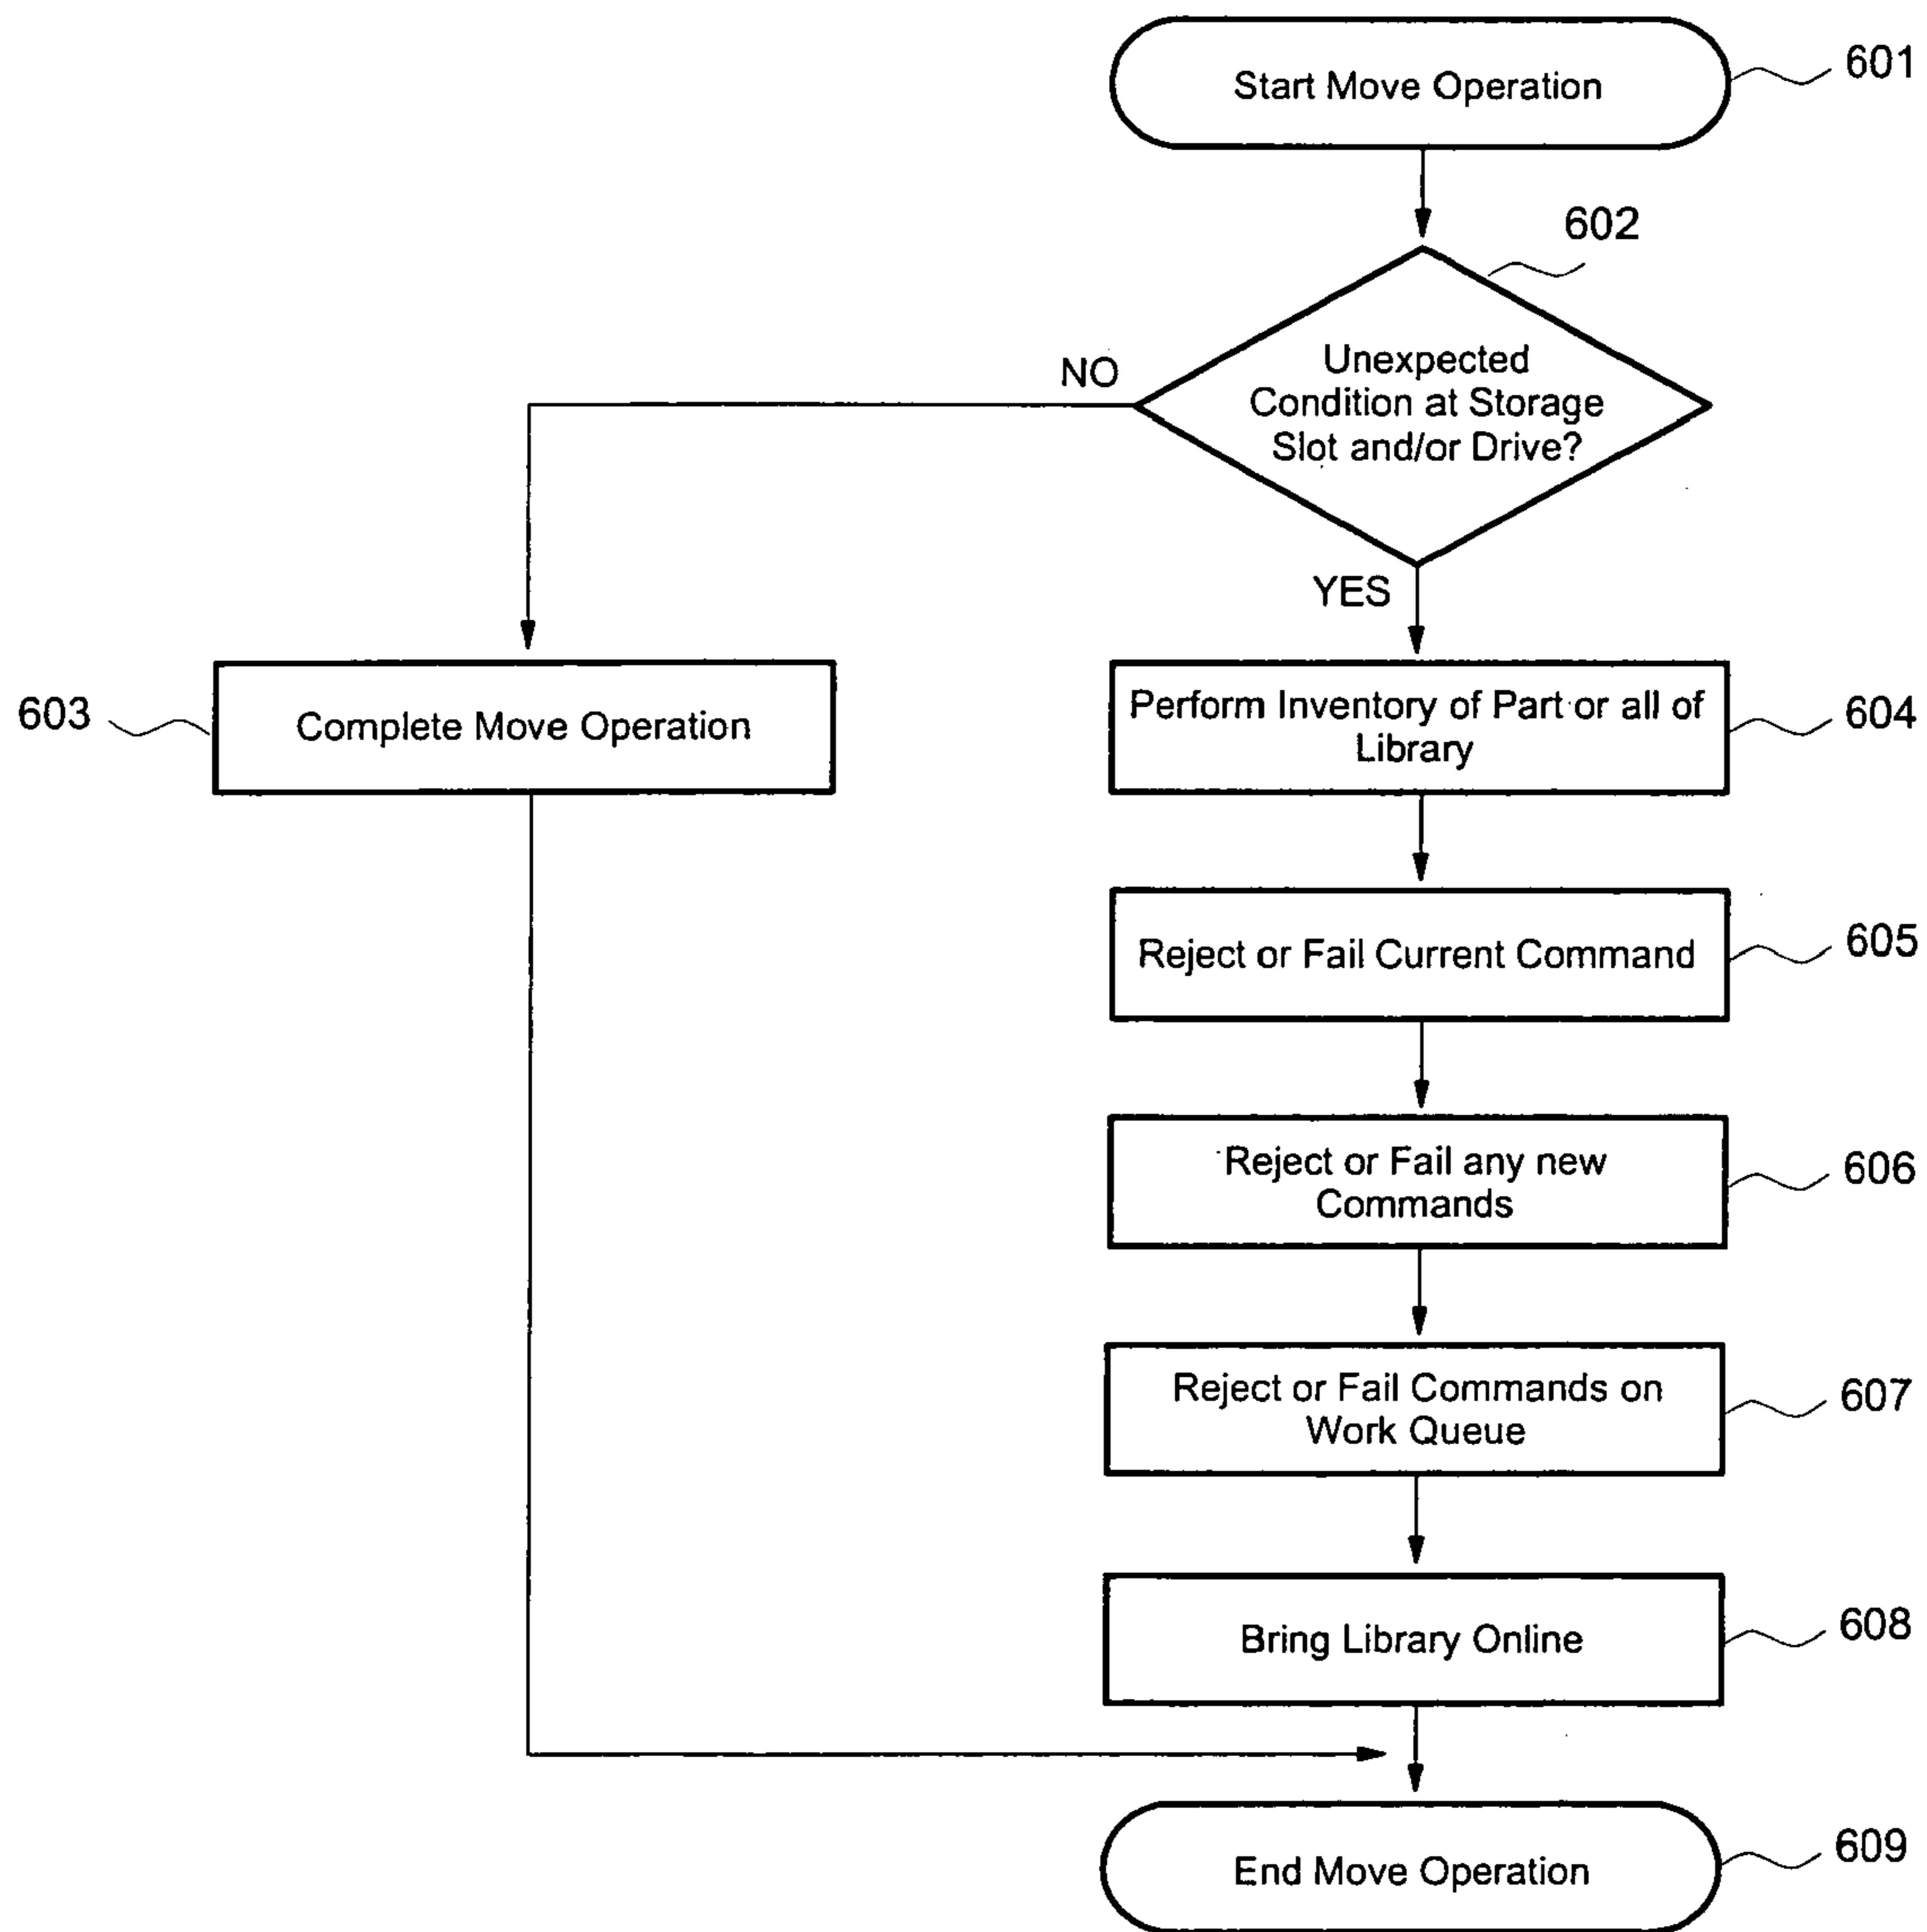 Start Move Operation
601
602
Unexpected
Condition at Storage
Slot and/or Drive?
NO
YES
603
Complete Move Operation
Perform Inventory of Part or all of
Library
604
Reject or Fail Current Command
605
Reject or Fail any new
Commands
606
Reject or Fail Commands on
Work Queue
607
Bring Library Online
608
End Move Operation
609